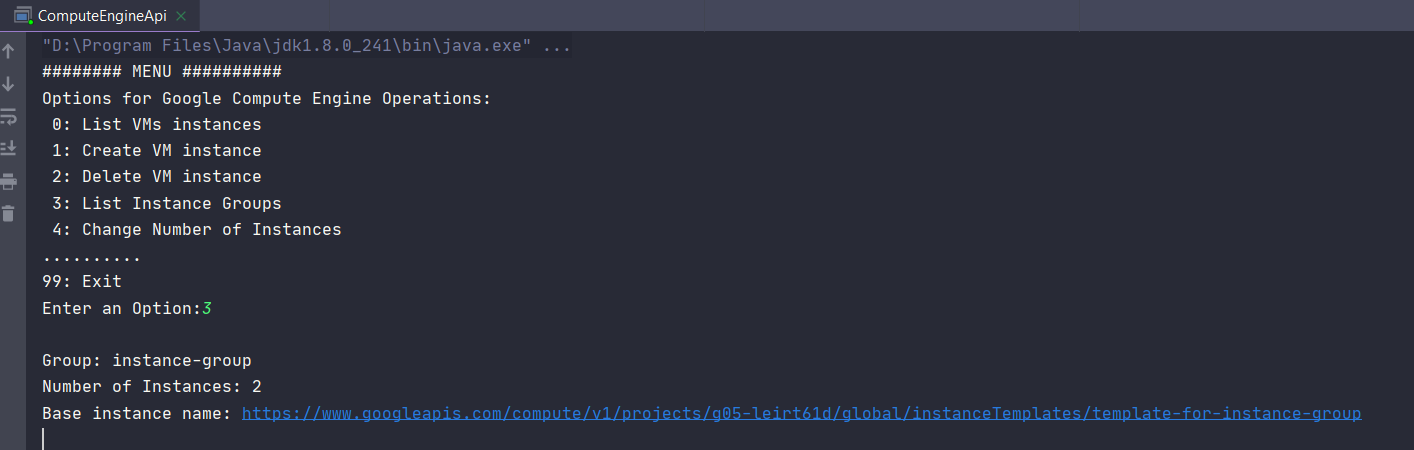 ComputeEngineApi
"D:\Program Files\Java\jdk1.8.0_241\bin\java.exe" ...
######## MENU ##########
Options for Google Compute Engine Operations:
0: List VMs instances
1: Create VM instance
2: Delete VM instance
3: List Instance Groups
4: Change Number of Instances
..........
99: Exit
Enter an Option:3
Group: instance-group
Number of Instances: 2
Base instance name: https://www.googleapis.com/compute/v1/projects/g05-leirt61d/global/instanceTemplates/template-for-instance-group